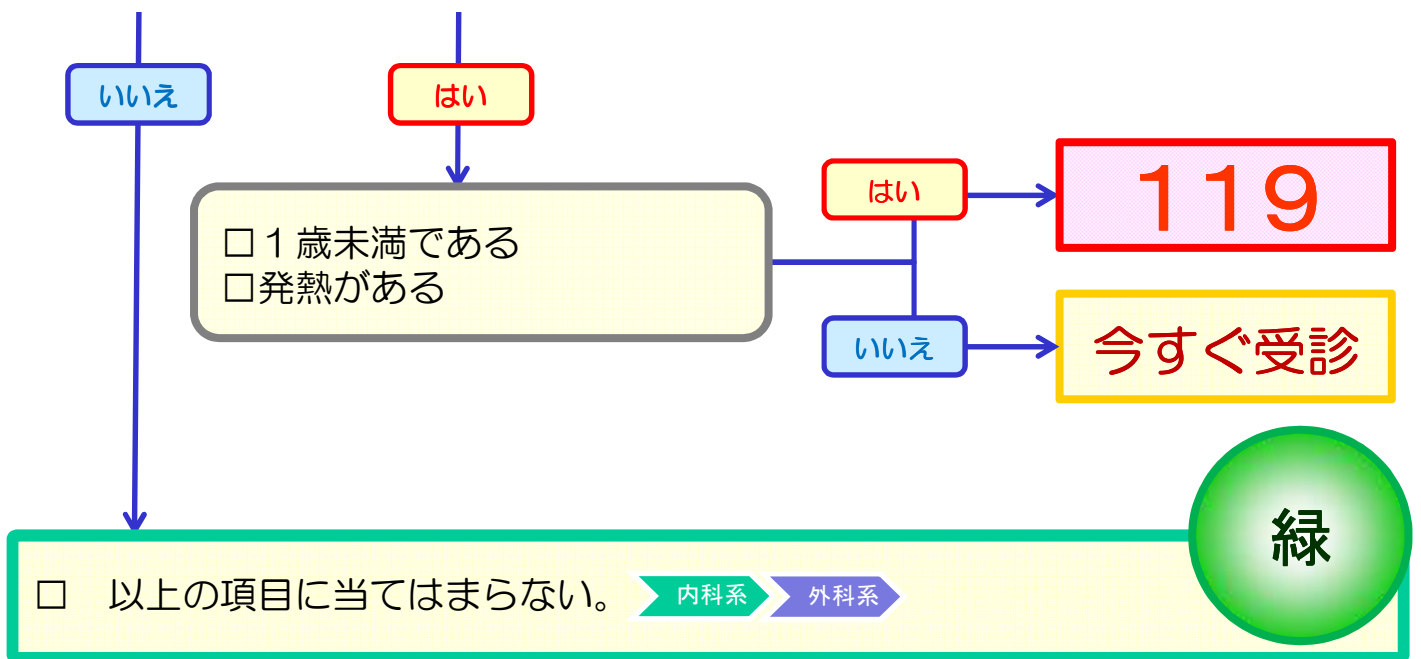 いいえ
はい
はい
119
□１歳未満である
□発熱がある
いいえ
今すぐ受診
緑
□　以上の項目に当てはまらない。 内科系 外科系